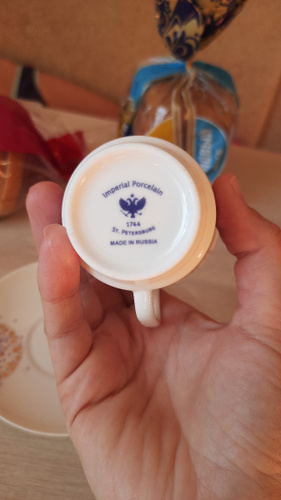 Imperial Porcelain
1744
ST. PETERSBURG
MADE IN RUSSIA